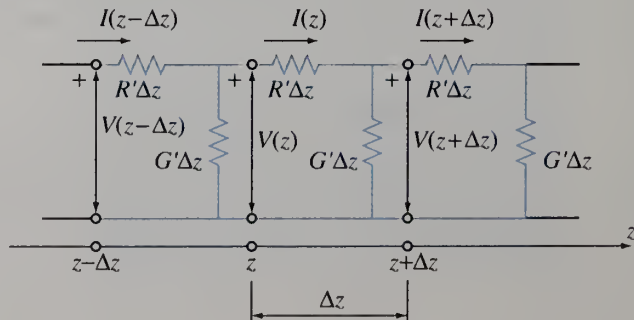 I(z−Δz) I(z) I(z+Δz)
+ + +
R'Δz R'Δz R'Δz
V(z−Δz) V(z) V(z+Δz)
G'Δz G'Δz G'Δz
z
z−Δz z z+Δz
Δz